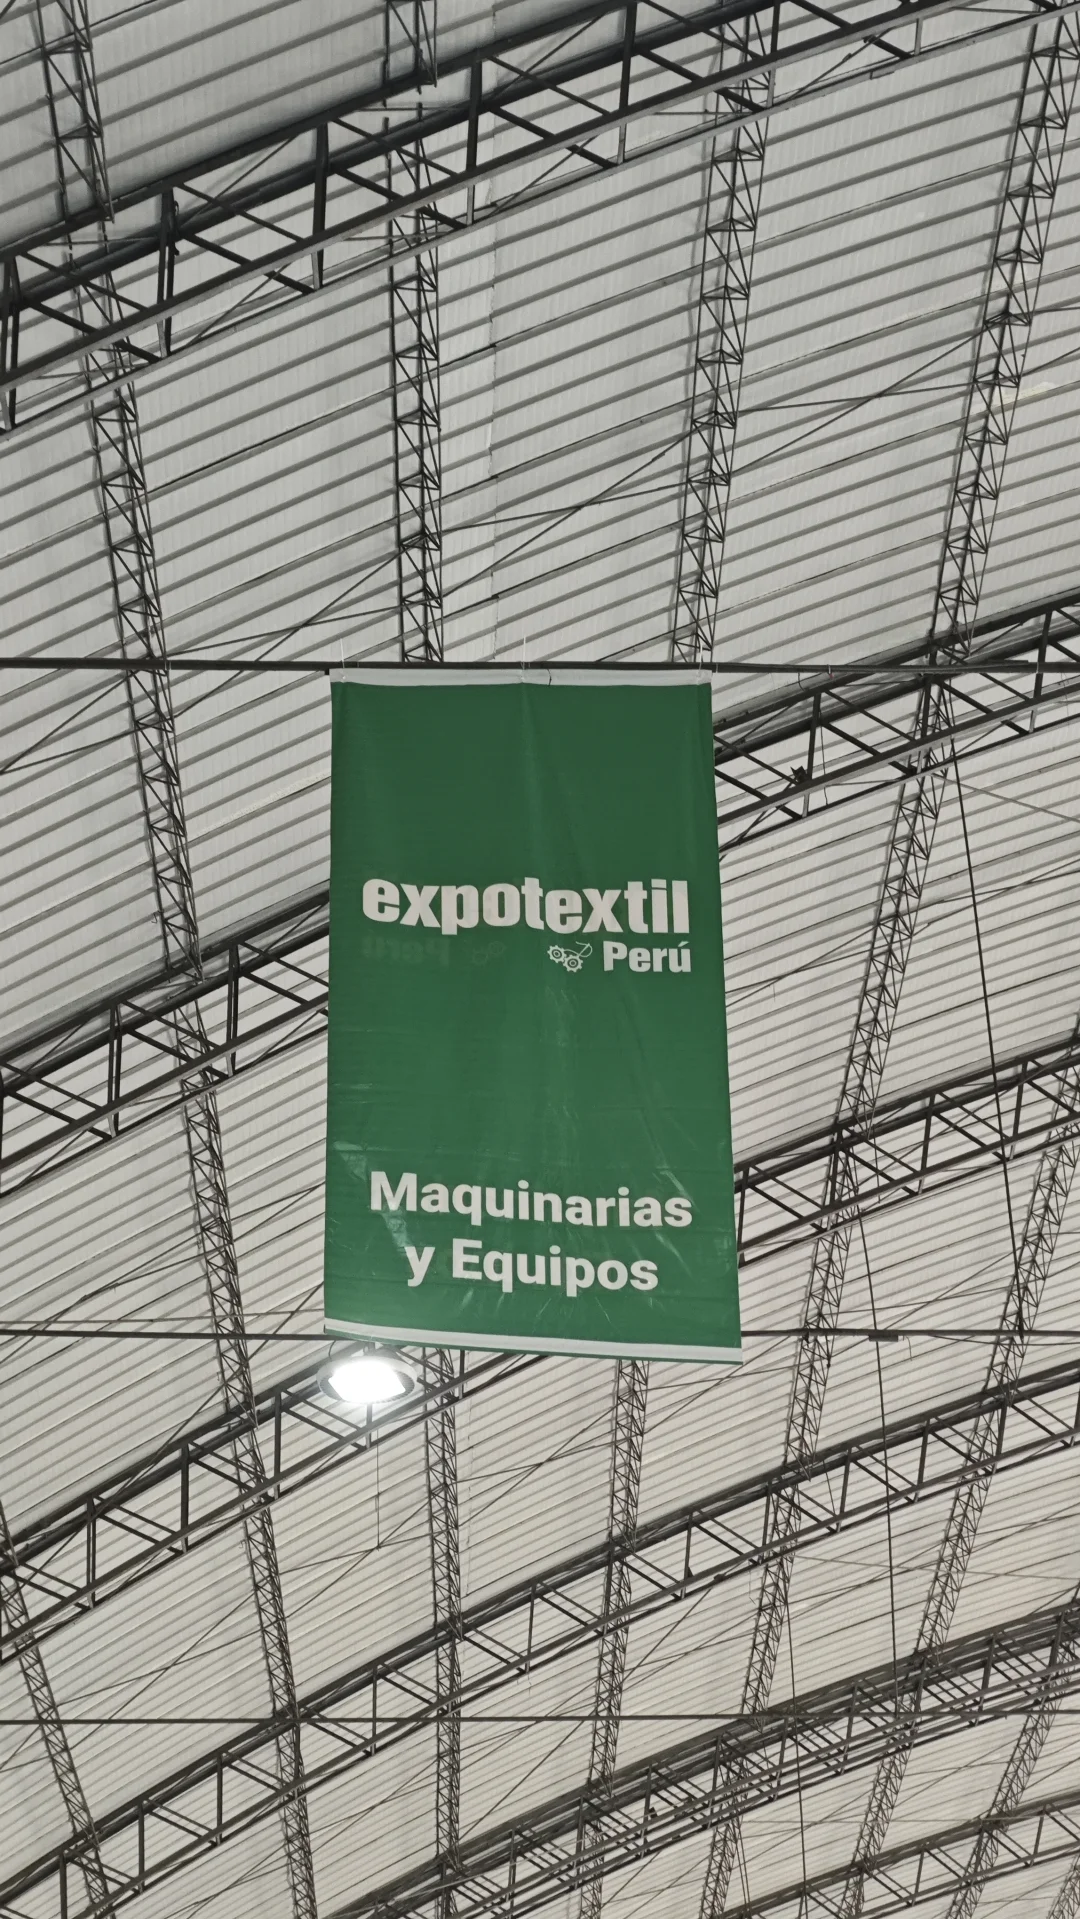 expotextil
Perú
Maquinarias
y Equipos